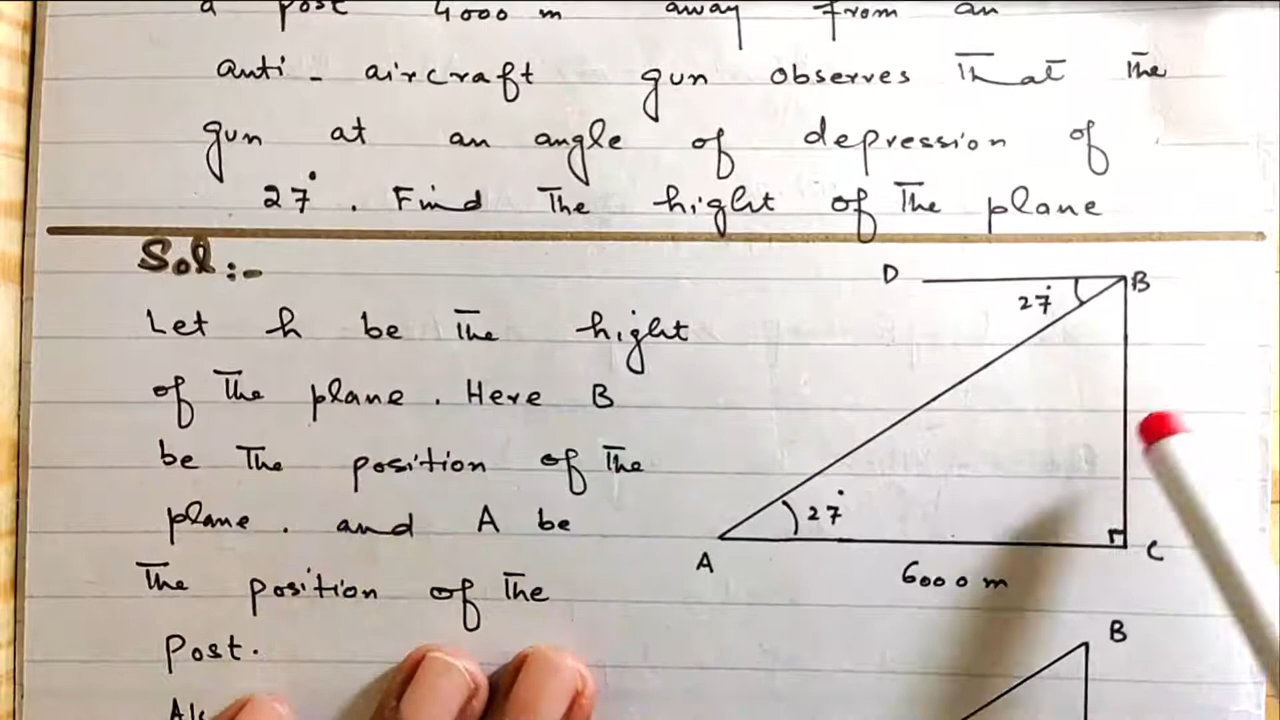 a post 4000 m away from an
anti - aircraft gun observes That the
gun at an angle of depression of
27°. Find The hight of The plane
Sol:-
Let h be The hight
of The plane. Here B
be The position of The
plane. and A be
The position of The
Post.
D
B
27°
27°
A
C
6000 m
B